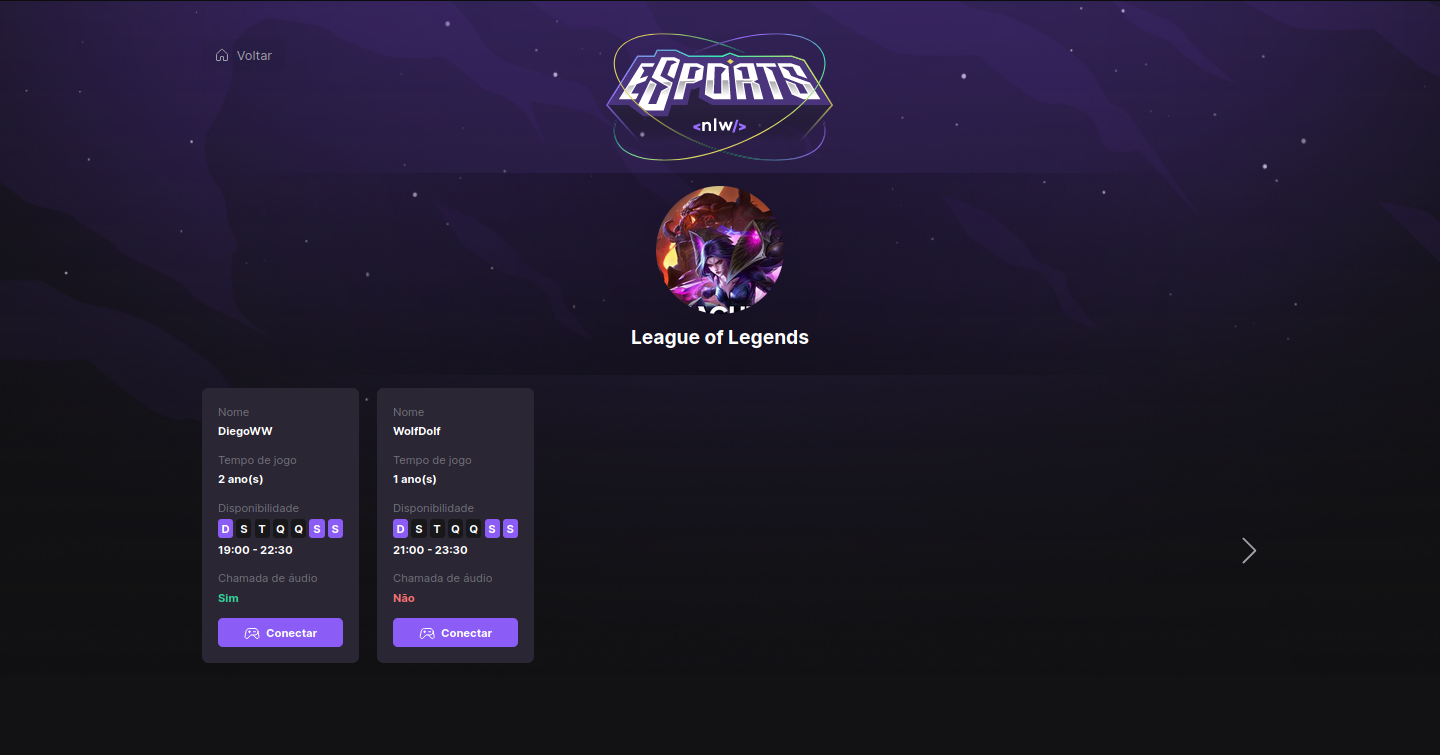 Voltar
ESPORTS
<nlw/>
League of Legends
Nome
DiegoWW
Tempo de jogo
2 ano(s)
Disponibilidade
D S T Q Q S S
19:00 - 22:30
Chamada de áudio
Sim
Conectar
Nome
WolfDolf
Tempo de jogo
1 ano(s)
Disponibilidade
D S T Q Q S S
21:00 - 23:30
Chamada de áudio
Não
Conectar